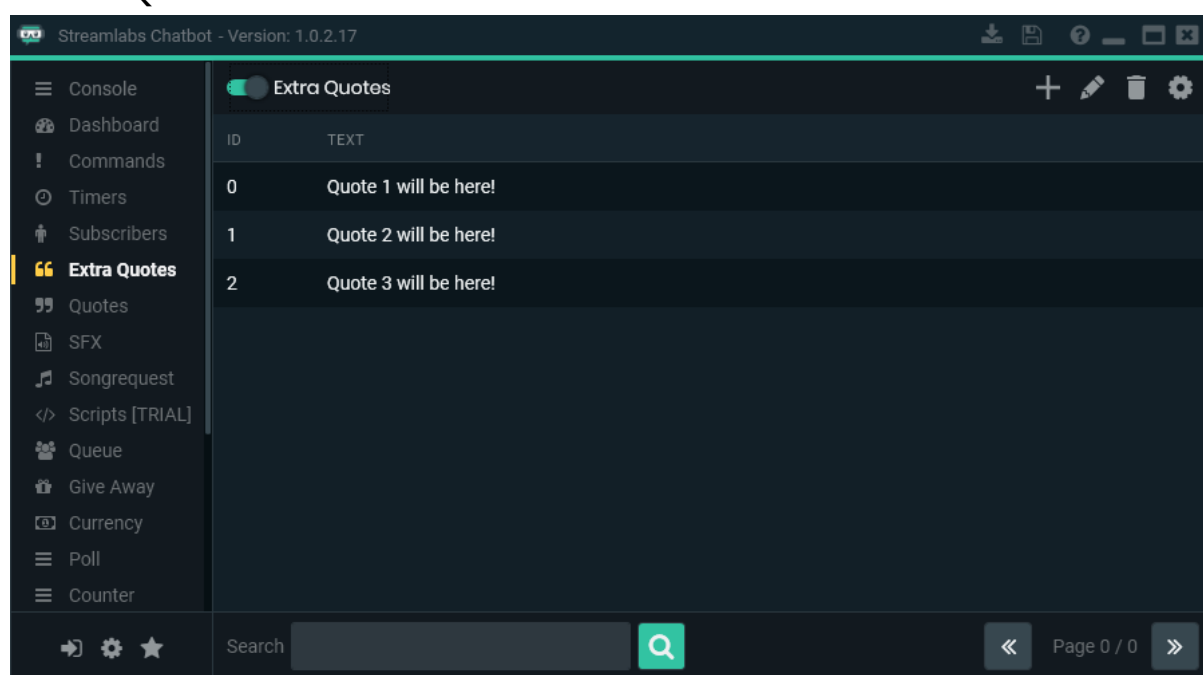 Streamlabs Chatbot - Version: 1.0.2.17
Console
Dashboard
Commands
Timers
Subscribers
Extra Quotes
Quotes
SFX
Songrequest
Scripts [TRIAL]
Queue
Give Away
Currency
Poll
Counter
Extra Quotes
ID TEXT
0 Quote 1 will be here!
1 Quote 2 will be here!
2 Quote 3 will be here!
Search
Page 0 / 0